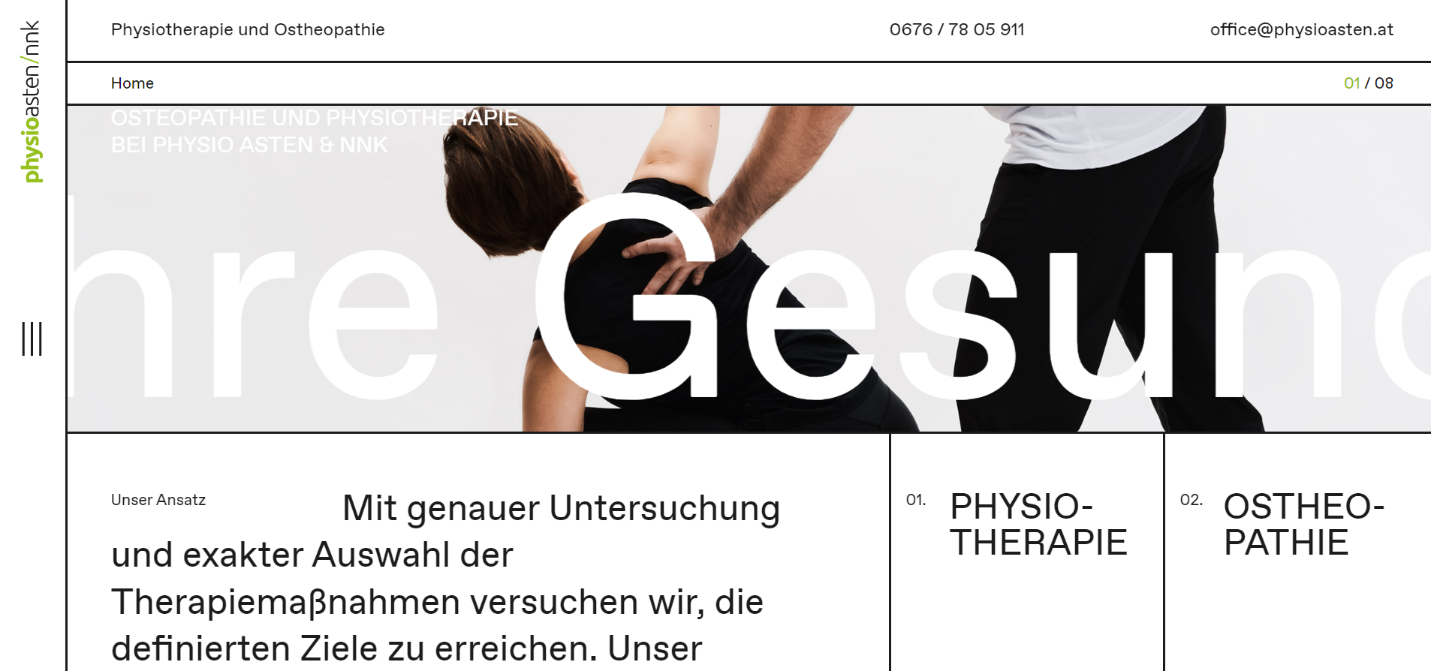 physioasten/nnk
Physiotherapie und Ostheopathie
0676 / 78 05 911
office@physioasten.at
Home
01 / 08
OSTEOPATHIE UND PHYSIOTHERAPIE
BEI PHYSIO ASTEN & NNK
hre Gesund
Unser Ansatz
Mit genauer Untersuchung
und exakter Auswahl der
Therapiemaßnahmen versuchen wir, die
definierten Ziele zu erreichen. Unser
01.
PHYSIO-
THERAPIE
02.
OSTHEO-
PATHIE